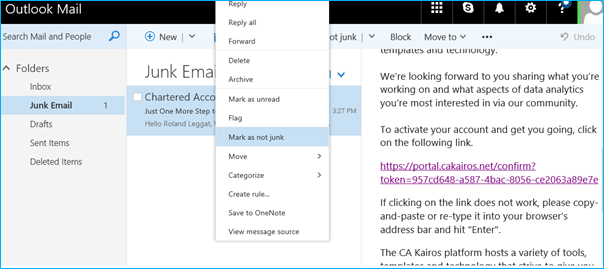 Outlook Mail
Search Mail and People
New
ot junk
Block
Move to
Undo
Folders
Inbox
Junk Email 1
Drafts
Sent Items
Deleted Items
Junk Emai
Chartered Acco
Just One More Step to
3:27 PM
Hello Roland Leggat, W
Reply
Reply all
Forward
Delete
Archive
Mark as unread
Flag
Mark as not junk
Move
Categorize
Create rule...
Save to OneNote
View message source
templates and technology.
We're looking forward to you sharing what you're
working on and what aspects of data analytics
you're most interested in via our community.
To activate your account and get you going, click
on the following link.
https://portal.cakairos.net/confirm?
token=957cd648-a587-4bac-8056-ce2063a89e7e
If clicking on the link does not work, please copy-
and-paste or re-type it into your browser's
address bar and hit "Enter".
The CA Kairos platform hosts a variety of tools,
templates and technology that strive to give you